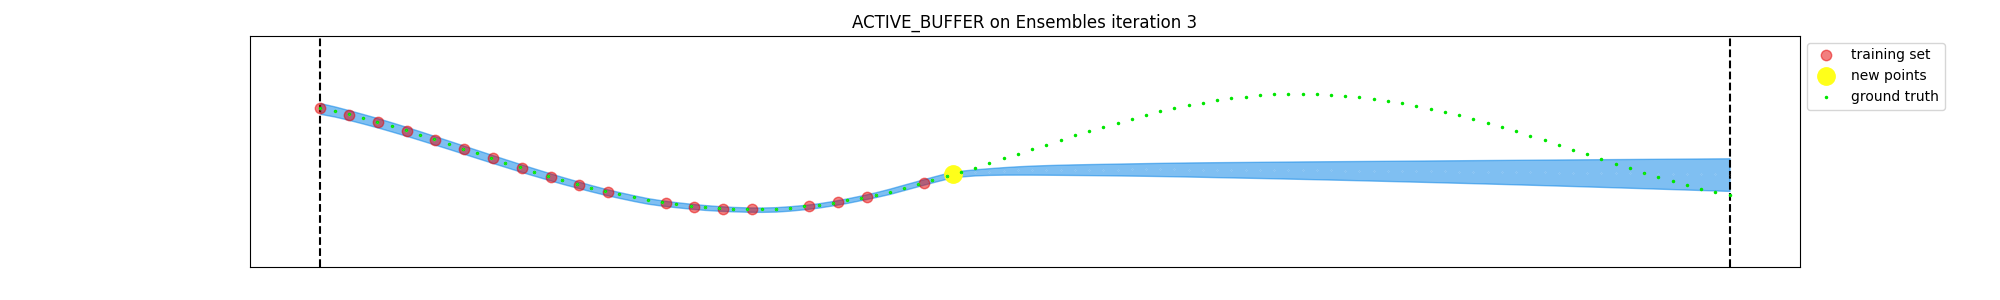 ACTIVE_BUFFER on Ensembles iteration 3
training set
new points
ground truth